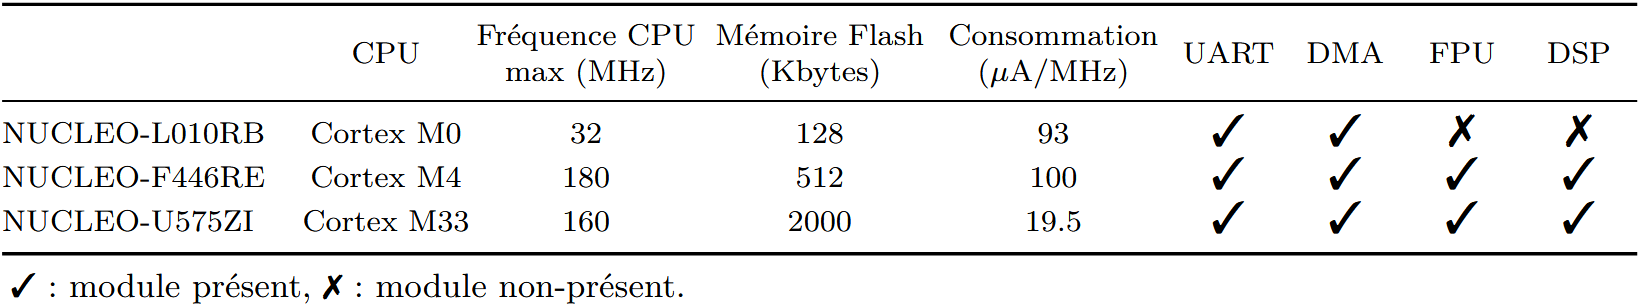 CPU Fréquence CPU max (MHz) Mémoire Flash (Kbytes) Consommation (μA/MHz) UART DMA FPU DSP
NUCLEO-L010RB Cortex M0 32 128 93 ✓ ✓ ✗ ✗
NUCLEO-F446RE Cortex M4 180 512 100 ✓ ✓ ✓ ✓
NUCLEO-U575ZI Cortex M33 160 2000 19.5 ✓ ✓ ✓ ✓
✓ : module présent, ✗ : module non-présent.